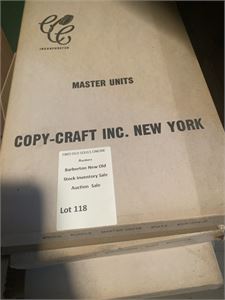 INCORPORATED
MASTER UNITS
COPY-CRAFT INC. NEW YORK
Barberton New Old
Stock Inventory Sale
Auction Sale
Lot 118